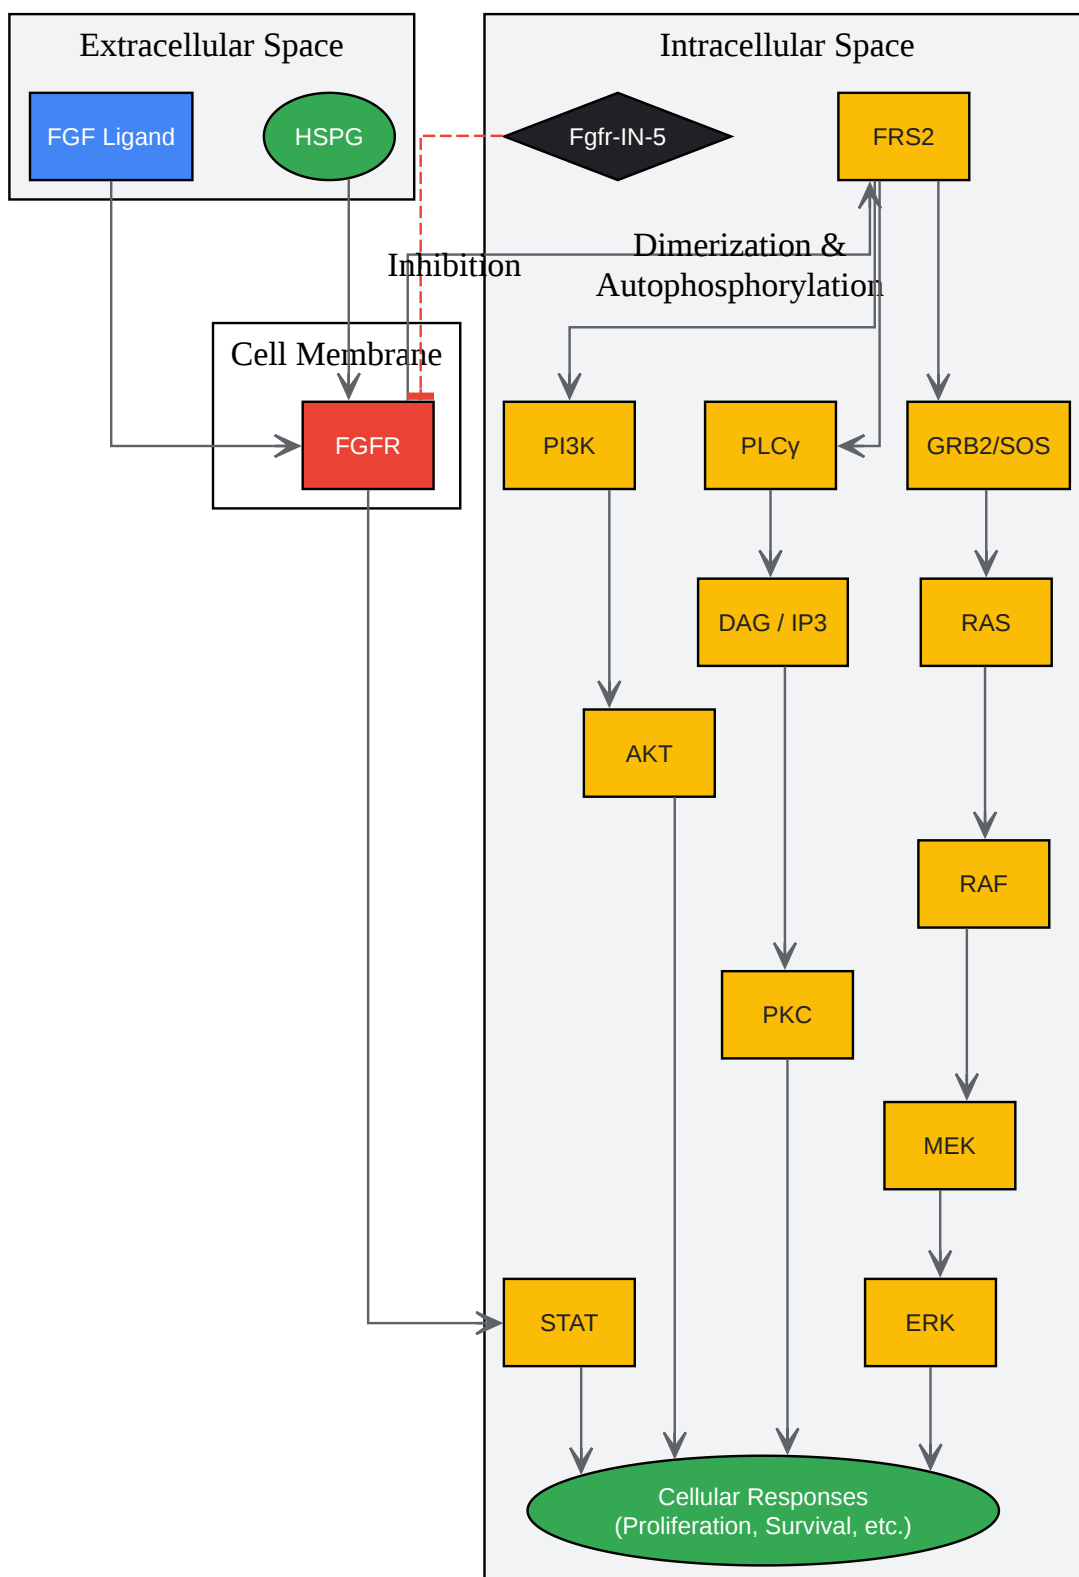 Extracellular Space
Intracellular Space
FGF Ligand
HSPG
Fgfr-IN-5
FRS2
Inhibition
Dimerization &
Autophosphorylation
Cell Membrane
FGFR
PI3K
PLCγ
GRB2/SOS
DAG / IP3
RAS
AKT
RAF
PKC
MEK
STAT
ERK
Cellular Responses
(Proliferation, Survival, etc.)